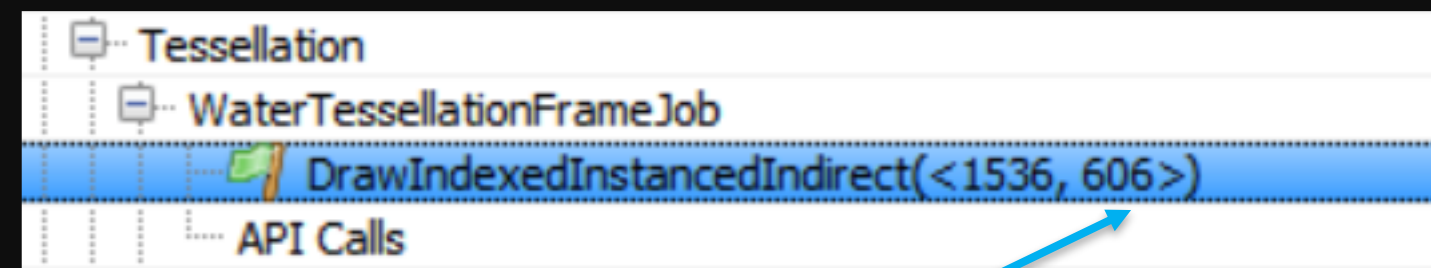 Tessellation
WaterTessellationFrameJob
DrawIndexedInstancedIndirect(<1536, 606>)
API Calls